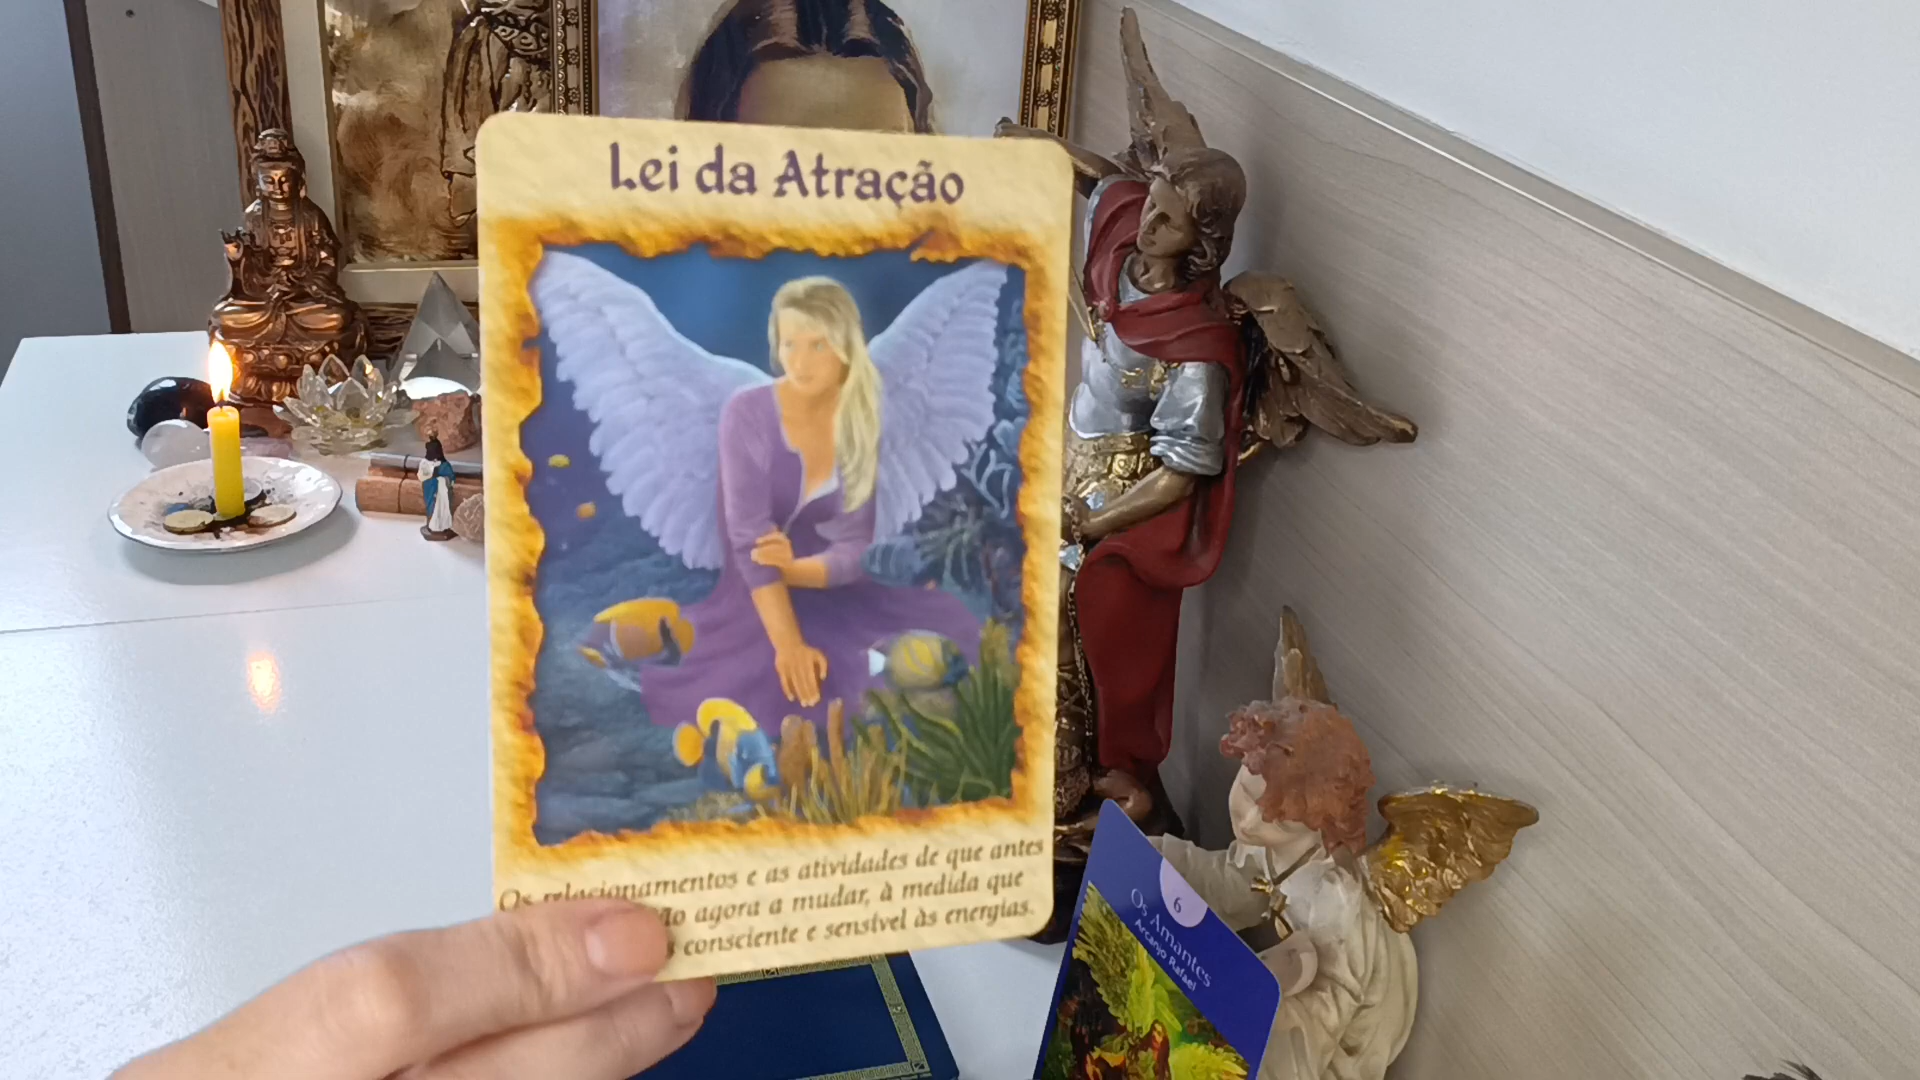 Lei da Atração
Os relacionamentos e as atividades de que antes
agora a mudar, à medida que
consciente e sensível às energias.
6
Os Amantes
Arcanjo Rafael